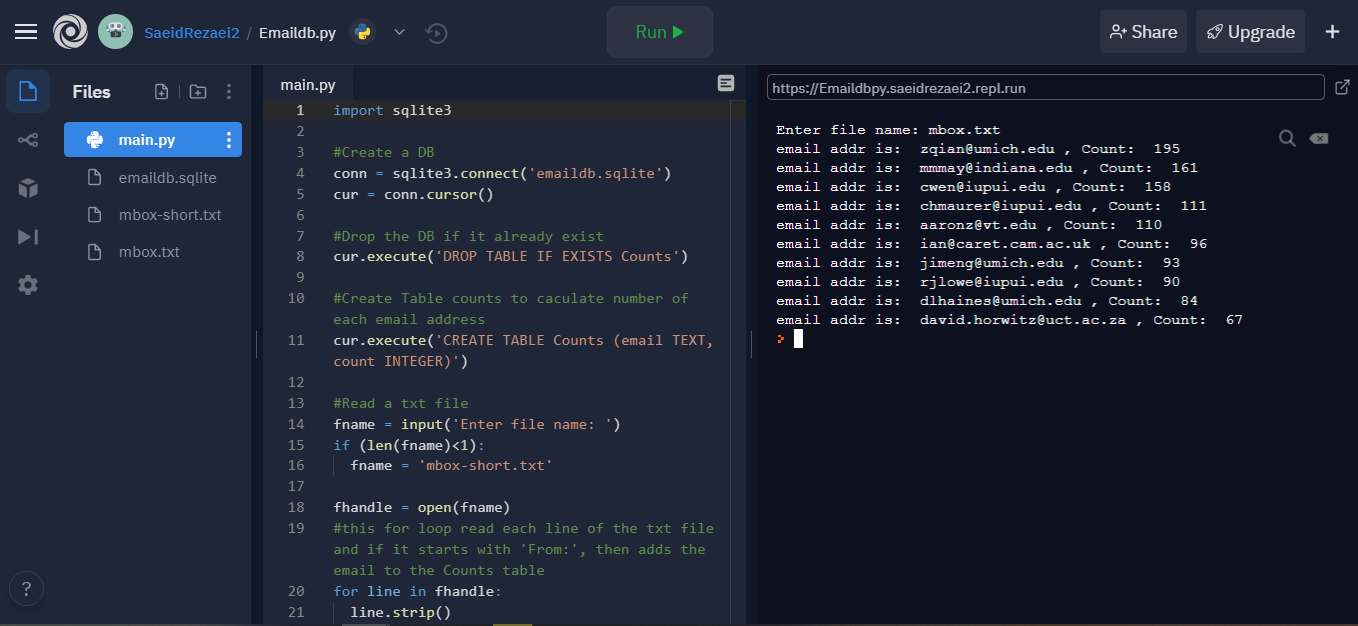 SaeidRezaei2 / Emaildb.py
Run
Share
Upgrade
Files
main.py
emaildb.sqlite
mbox-short.txt
mbox.txt
?
main.py
1 import sqlite3
2
3 #Create a DB
4 conn = sqlite3.connect('emaildb.sqlite')
5 cur = conn.cursor()
6
7 #Drop the DB if it already exist
8 cur.execute('DROP TABLE IF EXISTS Counts')
9
10 #Create Table counts to caculate number of
each email address
11 cur.execute('CREATE TABLE Counts (email TEXT,
count INTEGER)')
12
13 #Read a txt file
14 fname = input('Enter file name: ')
15 if (len(fname)<1):
16 fname = 'mbox-short.txt'
17
18 fhandle = open(fname)
19 #this for loop read each line of the txt file
and if it starts with 'From:', then adds the
email to the Counts table
20 for line in fhandle:
21 line.strip()
https://Emaildbpy.saeidrezaei2.repl.run
Enter file name: mbox.txt
email addr is:  zqian@umich.edu , Count:  195
email addr is:  mmmay@indiana.edu , Count:  161
email addr is:  cwen@iupui.edu , Count:  158
email addr is:  chmaurer@iupui.edu , Count:  111
email addr is:  aaronz@vt.edu , Count:  110
email addr is:  ian@caret.cam.ac.uk , Count:  96
email addr is:  jimeng@umich.edu , Count:  93
email addr is:  rjlowe@iupui.edu , Count:  90
email addr is:  dlhaines@umich.edu , Count:  84
email addr is:  david.horwitz@uct.ac.za , Count:  67